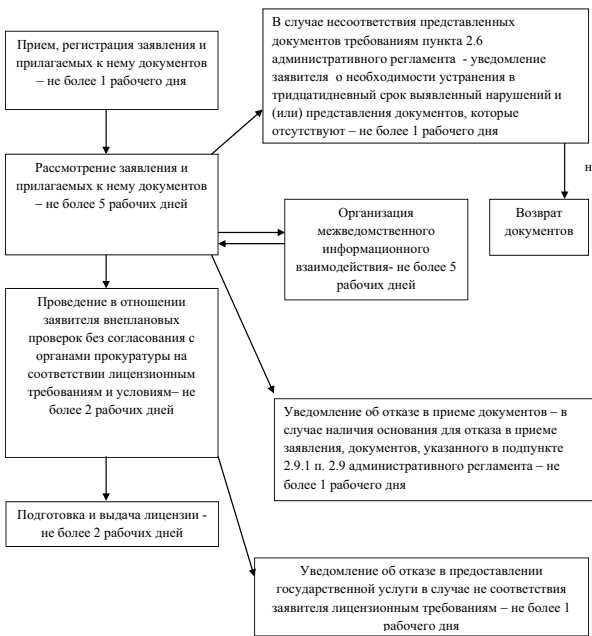 Прием, регистрация заявления и
прилагаемых к нему документов
– не более 1 рабочего дня
В случае несоответствия представленных
документов требованиям пункта 2.6
административного регламента - уведомление
заявителя о необходимости устранения в
тридцатидневный срок выявленный нарушений и
(или) представления документов, которые
отсутствуют – не более 1 рабочего дня
Рассмотрение заявления и
прилагаемых к нему документов
– не более 5 рабочих дней
н
Организация
межведомственного
информационного
взаимодействия- не более 5
рабочих дней
Возврат
документов
Проведение в отношении
заявителя внеплановых
проверок без согласования с
органами прокуратуры на
соответствии лицензионным
требованиям и условиям– не
более 2 рабочих дней
Уведомление об отказе в приеме документов – в
случае наличия основания для отказа в приеме
заявления, документов, указанного в подпункте
2.9.1 п. 2.9 административного регламента – не
более 1 рабочего дня
Подготовка и выдача лицензии -
не более 2 рабочих дней
Уведомление об отказе в предоставлении
государственной услуги в случае не соответствия
заявителя лицензионным требованиям – не более 1
рабочего дня